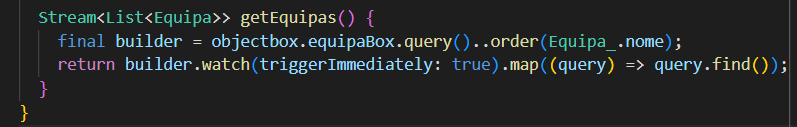 Stream<List<Equipa>> getEquipas() {
final builder = objectbox.equipaBox.query()..order(Equipa_.nome);
return builder.watch(triggerImmediately: true).map((query) => query.find());
}
}